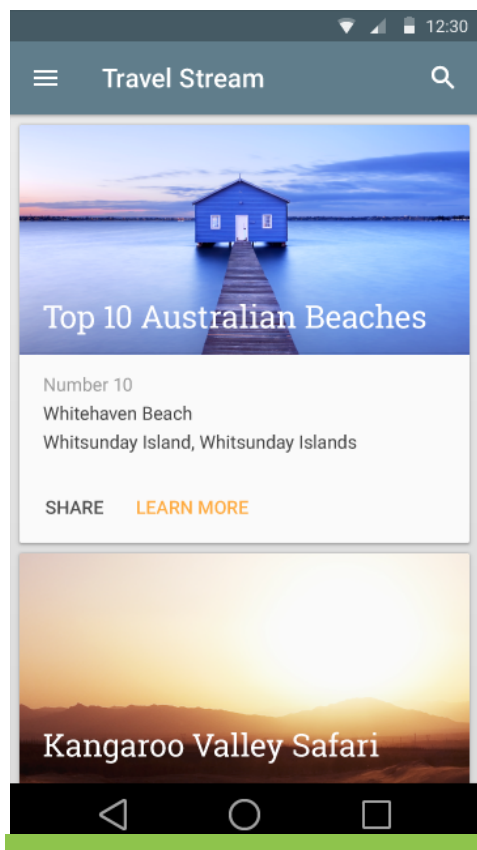 12:30
Travel Stream
Top 10 Australian Beaches
Number 10
Whitehaven Beach
Whitsunday Island, Whitsunday Islands
SHARE LEARN MORE
Kangaroo Valley Safari